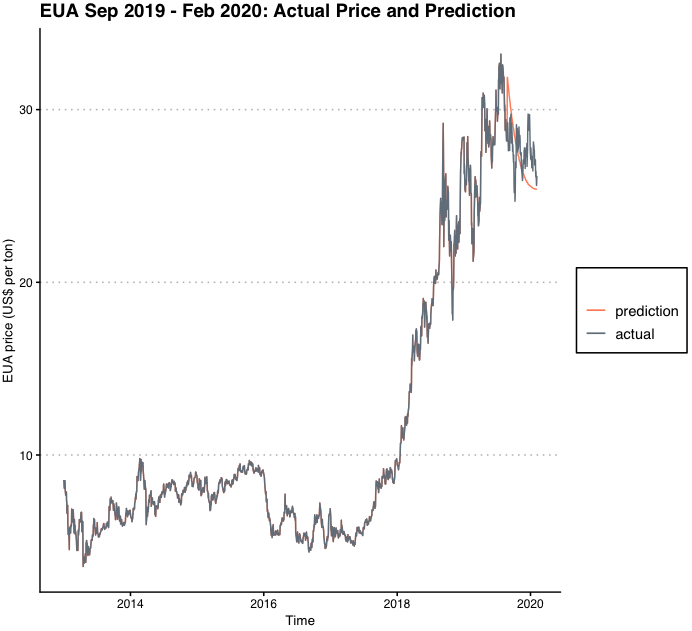 EUA Sep 2019 - Feb 2020: Actual Price and Prediction
EUA price (US$ per ton)
30
20
10
prediction
actual
2014
2016
2018
2020
Time